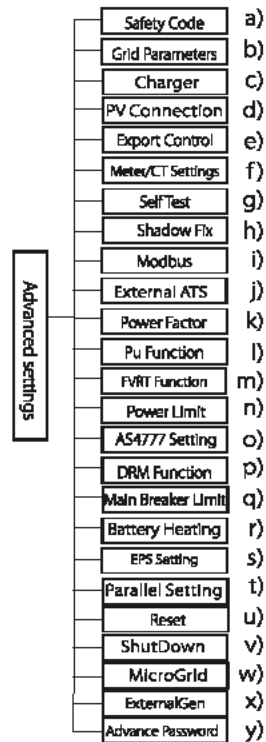 Safety Code a)
Grid Parameters b)
Charger c)
PV Connection d)
Export Control e)
Meter/CT Settings f)
Self Test g)
Shadow Fix h)
Modbus i)
External ATS j)
Power Factor k)
Pu Function l)
FVRT Function m)
Power Limit n)
AS4777 Setting o)
DRM Function p)
Main Breaker Limit q)
Battery Heating r)
EPS Setting s)
Parallel Setting t)
Reset u)
ShutDown v)
MicroGrid w)
ExternalGen x)
Advance Password y)
Advanced settings